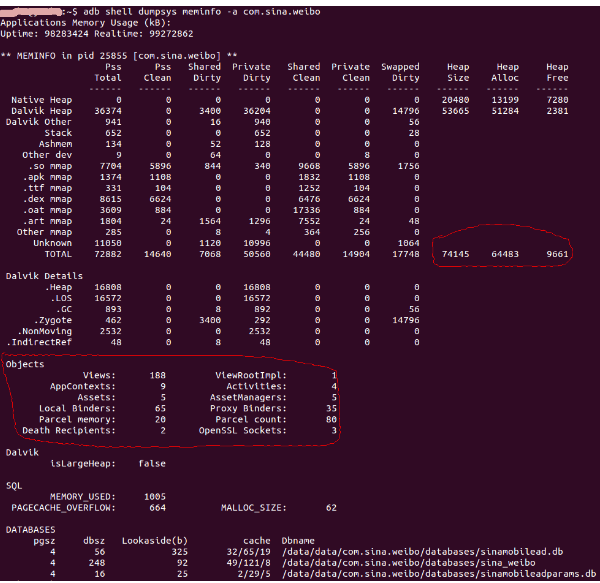 :~$ adb shell dumpsys meminfo -a com.sina.weibo
Applications Memory Usage (kB):
Uptime: 98283424 Realtime: 99272862
** MEMINFO in pid 25855 [com.sina.weibo] **
Pss Pss Shared Private Shared Private Swapped Heap Heap Heap
Total Clean Dirty Dirty Clean Clean Dirty Size Alloc Free
------ ------ ------ ------ ------ ------ ------ ------ ------ ------
Native Heap 0 0 0 0 0 0 0 20480 13199 7280
Dalvik Heap 36374 0 3400 36204 0 0 14796 53665 51284 2381
Dalvik Other 941 0 16 940 0 0 56
Stack 652 0 0 652 0 0 28
Ashmem 134 0 52 128 0 0 0
Other dev 9 0 64 0 0 8 0
.so mmap 7704 5896 844 340 9668 5896 1756
.apk mmap 1374 1108 0 0 1832 1108 0
.ttf mmap 331 104 0 0 1252 104 0
.dex mmap 8615 6624 0 0 6476 6624 0
.oat mmap 3609 884 0 0 17336 884 0
.art mmap 1804 24 1564 1296 7552 24 48
Other mmap 285 0 8 4 364 256 0
Unknown 11050 0 1120 10996 0 0 1064
TOTAL 72882 14640 7068 50560 44480 14904 17748 74145 64483 9661
Dalvik Details
.Heap 16808 0 0 16808 0 0 0
.LOS 16572 0 0 16572 0 0 0
.GC 893 0 8 892 0 0 56
.Zygote 462 0 3400 292 0 0 14796
.NonMoving 2532 0 0 2532 0 0 0
.IndirectRef 48 0 8 48 0 0 0
Objects
Views: 188 ViewRootImpl: 1
AppContexts: 9 Activities: 4
Assets: 5 AssetManagers: 5
Local Binders: 65 Proxy Binders: 35
Parcel memory: 20 Parcel count: 80
Death Recipients: 2 OpenSSL Sockets: 3
Dalvik
isLargeHeap: false
SQL
MEMORY_USED: 1005
PAGECACHE_OVERFLOW: 664 MALLOC_SIZE: 62
DATABASES
pgsz dbsz Lookaside(b) cache Dbname
4 56 325 32/65/19 /data/data/com.sina.weibo/databases/sinamobilead.db
4 248 92 49/121/8 /data/data/com.sina.weibo/databases/sina_weibo
4 16 25 2/29/5 /data/data/com.sina.weibo/databases/sinamobileadparams.db